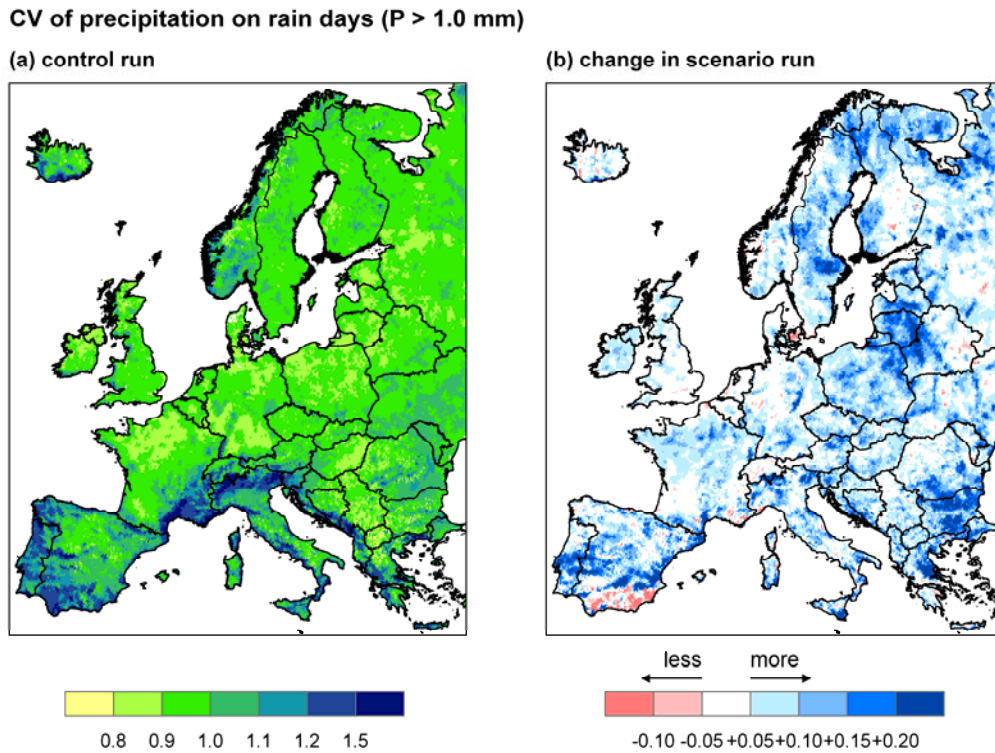 CV of precipitation on rain days (P > 1.0 mm)
(a) control run
(b) change in scenario run
less more
0.8 0.9 1.0 1.1 1.2 1.5
-0.10 -0.05 +0.05 +0.10 +0.15 +0.20